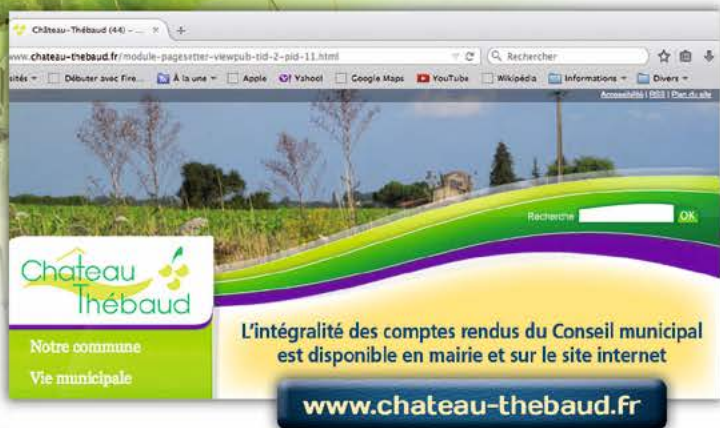 Château-Thébaud (44) – ...
www.chateau-thebaud.fr/module-pagesetter-viewpub-tid-2-pid-11.html
Rechercher
sités
Débuter avec Fire...
À la une
Apple
Yahoo!
Google Maps
YouTube
Wikipédia
Informations
Divers
Accessibilité | RSS | Plan du site
Recherche
OK
Château
Thébaud
Notre commune
Vie municipale
L'intégralité des comptes rendus du Conseil municipal
est disponible en mairie et sur le site internet
www.chateau-thebaud.fr